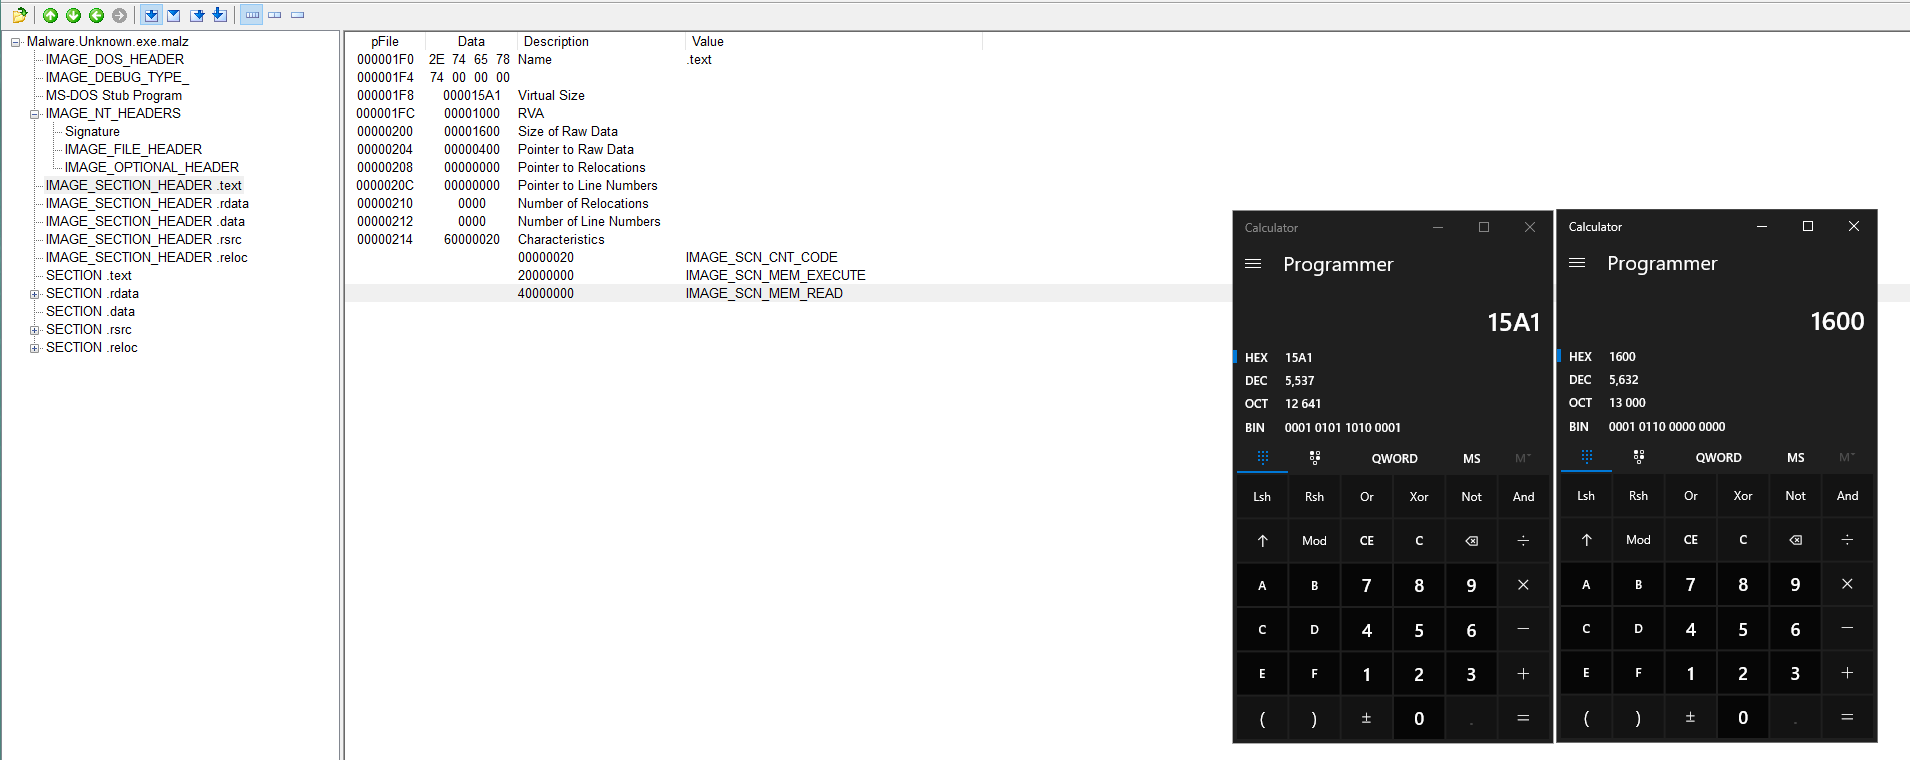 Malware.Unknown.exe.malz
IMAGE_DOS_HEADER
IMAGE_DEBUG_TYPE_
MS-DOS Stub Program
IMAGE_NT_HEADERS
Signature
IMAGE_FILE_HEADER
IMAGE_OPTIONAL_HEADER
IMAGE_SECTION_HEADER .text
IMAGE_SECTION_HEADER .rdata
IMAGE_SECTION_HEADER .data
IMAGE_SECTION_HEADER .rsrc
IMAGE_SECTION_HEADER .reloc
SECTION .text
SECTION .rdata
SECTION .data
SECTION .rsrc
SECTION .reloc
pFile Data Description Value
000001F0 2E 74 65 78 Name .text
000001F4 74 00 00 00
000001F8 000015A1 Virtual Size
000001FC 00001000 RVA
00000200 00001600 Size of Raw Data
00000204 00000400 Pointer to Raw Data
00000208 00000000 Pointer to Relocations
0000020C 00000000 Pointer to Line Numbers
00000210 0000 Number of Relocations
00000212 0000 Number of Line Numbers
00000214 60000020 Characteristics
00000020 IMAGE_SCN_CNT_CODE
20000000 IMAGE_SCN_MEM_EXECUTE
40000000 IMAGE_SCN_MEM_READ
Calculator
Programmer
15A1
HEX 15A1
DEC 5,537
OCT 12 641
BIN 0001 0101 1010 0001
QWORD MS M˅
Lsh Rsh Or Xor Not And
↑ Mod CE C ⌫ ÷
A B 7 8 9 ×
C D 4 5 6 −
E F 1 2 3 +
( ) ± 0 . =
Calculator
Programmer
1600
HEX 1600
DEC 5,632
OCT 13 000
BIN 0001 0110 0000 0000
QWORD MS M˅
Lsh Rsh Or Xor Not And
↑ Mod CE C ⌫ ÷
A B 7 8 9 ×
C D 4 5 6 −
E F 1 2 3 +
( ) ± 0 . =